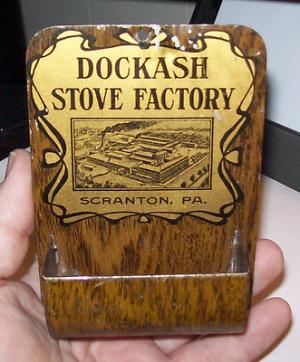 DOCKASH
STOVE FACTORY
SCRANTON, PA.